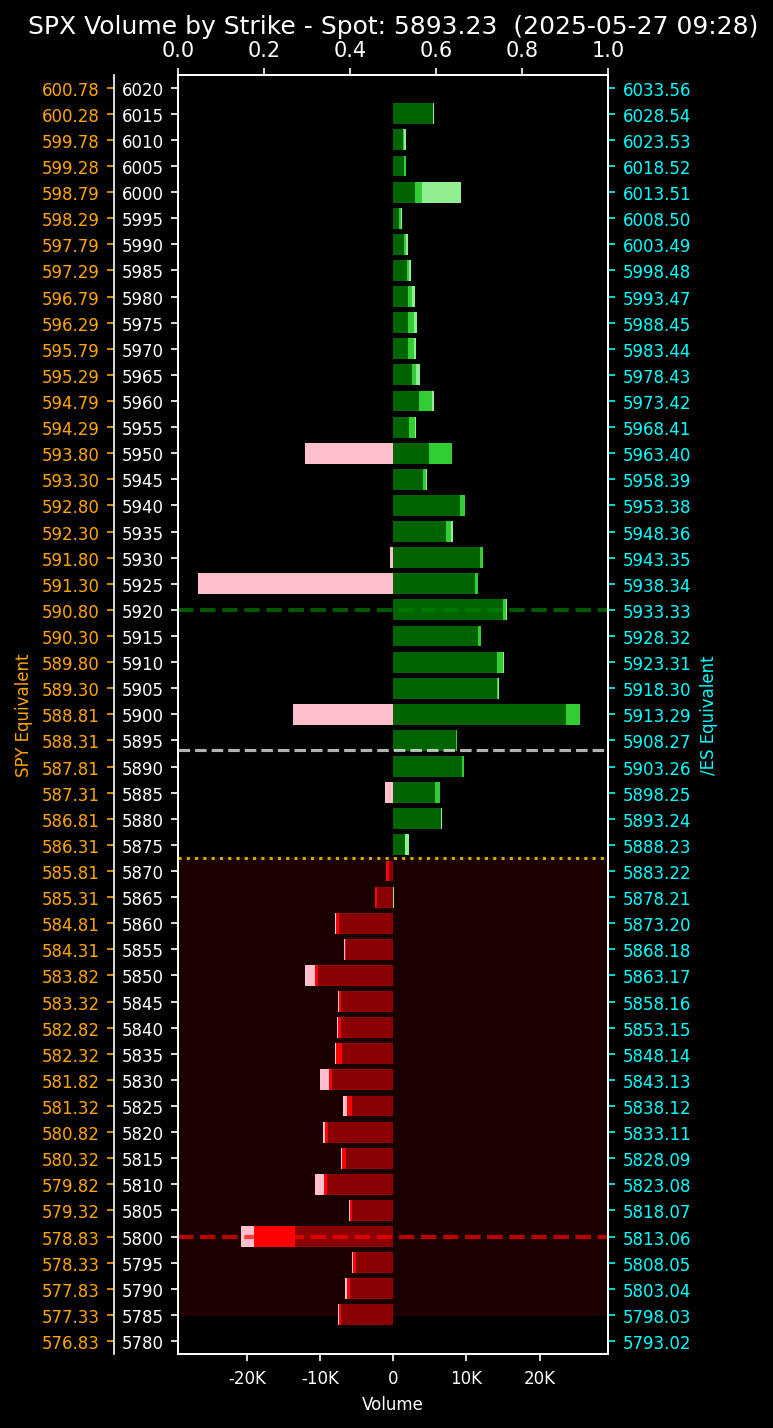 SPX Volume by Strike - Spot: 5893.23  (2025-05-27 09:28)
0.0 0.2 0.4 0.6 0.8 1.0
600.78 6020 6033.56
600.28 6015 6028.54
599.78 6010 6023.53
599.28 6005 6018.52
598.79 6000 6013.51
598.29 5995 6008.50
597.79 5990 6003.49
597.29 5985 5998.48
596.79 5980 5993.47
596.29 5975 5988.45
595.79 5970 5983.44
595.29 5965 5978.43
594.79 5960 5973.42
594.29 5955 5968.41
593.80 5950 5963.40
593.30 5945 5958.39
592.80 5940 5953.38
592.30 5935 5948.36
591.80 5930 5943.35
591.30 5925 5938.34
590.80 5920 5933.33
590.30 5915 5928.32
589.80 5910 5923.31
589.30 5905 5918.30
588.81 5900 5913.29
588.31 5895 5908.27
587.81 5890 5903.26
587.31 5885 5898.25
586.81 5880 5893.24
586.31 5875 5888.23
585.81 5870 5883.22
585.31 5865 5878.21
584.81 5860 5873.20
584.31 5855 5868.18
583.82 5850 5863.17
583.32 5845 5858.16
582.82 5840 5853.15
582.32 5835 5848.14
581.82 5830 5843.13
581.32 5825 5838.12
580.82 5820 5833.11
580.32 5815 5828.09
579.82 5810 5823.08
579.32 5805 5818.07
578.83 5800 5813.06
578.33 5795 5808.05
577.83 5790 5803.04
577.33 5785 5798.03
576.83 5780 5793.02
SPY Equivalent
/ES Equivalent
-20K -10K 0 10K 20K
Volume